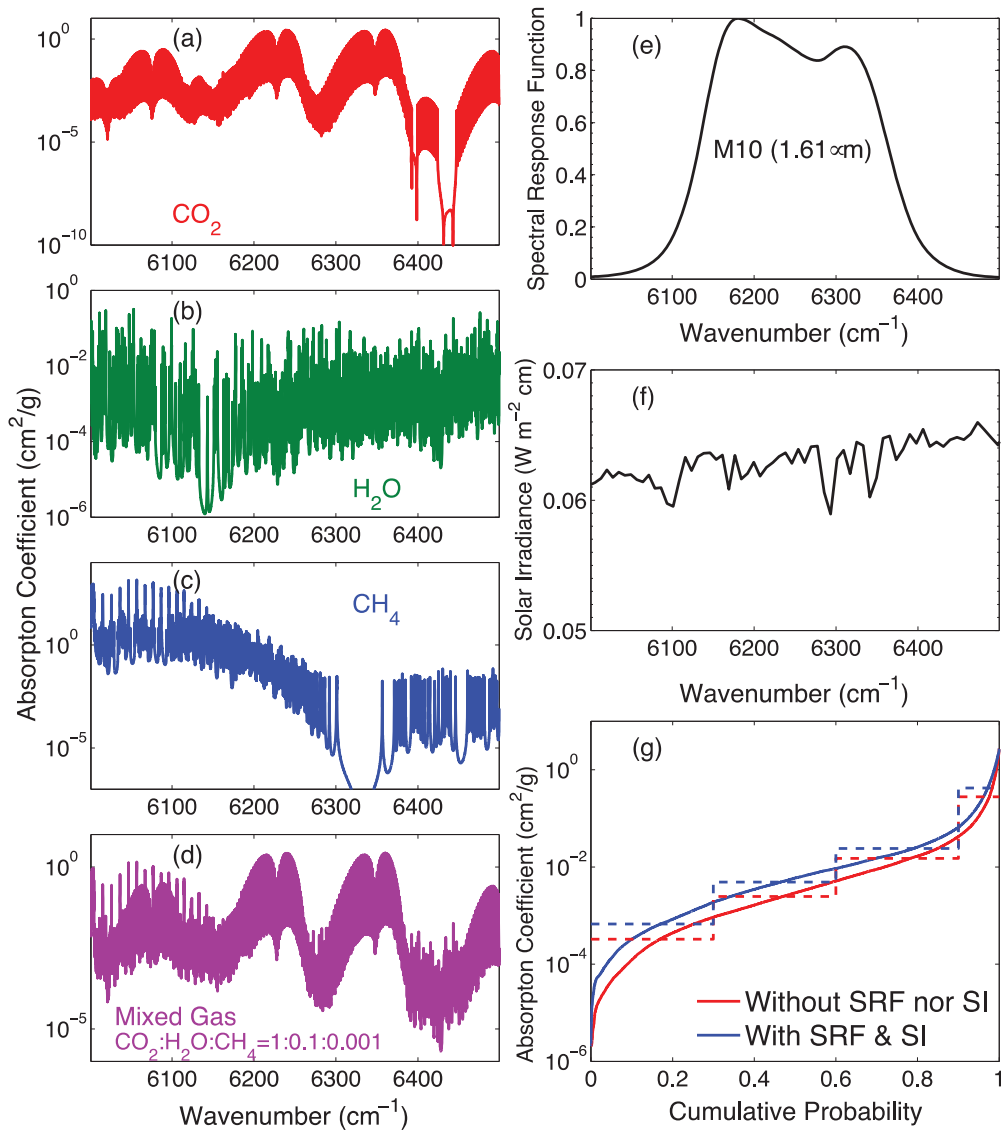 (a)
10^0
10^-5
10^-10
CO2
6100 6200 6300 6400
(b)
10^0
10^-2
10^-4
10^-6
H2O
6100 6200 6300 6400
Absorpton Coefficient (cm²/g)
(c)
10^0
10^-5
CH4
6100 6200 6300 6400
(d)
10^0
10^-5
Mixed Gas
CO2:H2O:CH4=1:0.1:0.001
6100 6200 6300 6400
Wavenumber (cm⁻¹)
(e)
1
0.8
0.6
0.4
0.2
0
Spectral Response Function
M10 (1.61∝m)
6100 6200 6300 6400
Wavenumber (cm⁻¹)
(f)
0.07
0.06
0.05
Solar Irradiance (W m⁻² cm)
6100 6200 6300 6400
Wavenumber (cm⁻¹)
(g)
10^0
10^-2
10^-4
10^-6
Absorpton Coefficient (cm²/g)
Without SRF nor SI
With SRF & SI
0 0.2 0.4 0.6 0.8 1
Cumulative Probability